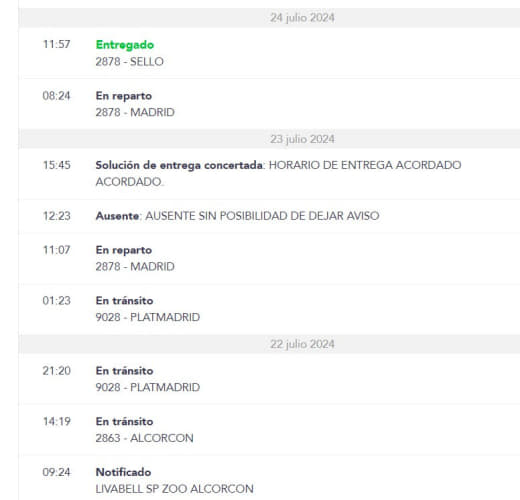 24 julio 2024
11:57 Entregado
2878 - SELLO
08:24 En reparto
2878 - MADRID
23 julio 2024
15:45 Solución de entrega concertada: HORARIO DE ENTREGA ACORDADO
ACORDADO.
12:23 Ausente: AUSENTE SIN POSIBILIDAD DE DEJAR AVISO
11:07 En reparto
2878 - MADRID
01:23 En tránsito
9028 - PLATMADRID
22 julio 2024
21:20 En tránsito
9028 - PLATMADRID
14:19 En tránsito
2863 - ALCORCON
09:24 Notificado
LIVABELL SP ZOO ALCORCON